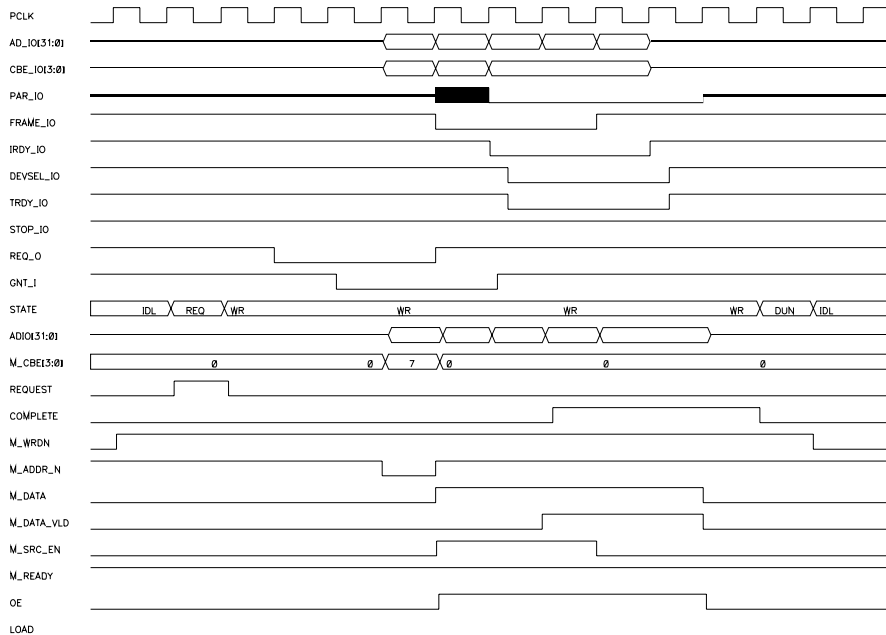 PCLK
AD_IO[31:0]
CBE_IO[3:0]
PAR_IO
FRAME_IO
IRDY_IO
DEVSEL_IO
TRDY_IO
STOP_IO
REQ_O
GNT_I
STATE IDL REQ WR WR WR WR DUN IDL
ADIO[31:0]
M_CBE[3:0] 0 0 7 0 0 0
REQUEST
COMPLETE
M_WRDN
M_ADDR_N
M_DATA
M_DATA_VLD
M_SRC_EN
M_READY
OE
LOAD